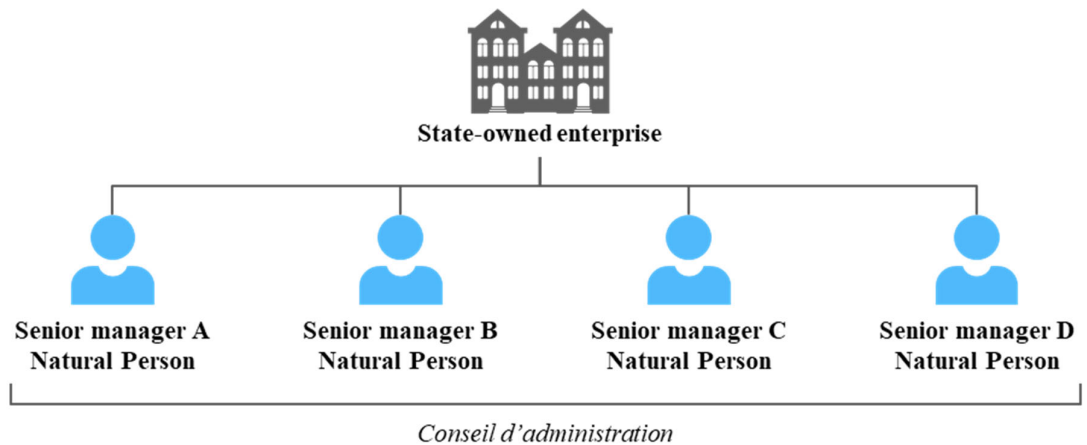 State-owned enterprise
Senior manager A
Natural Person
Senior manager B
Natural Person
Senior manager C
Natural Person
Senior manager D
Natural Person
Conseil d’administration